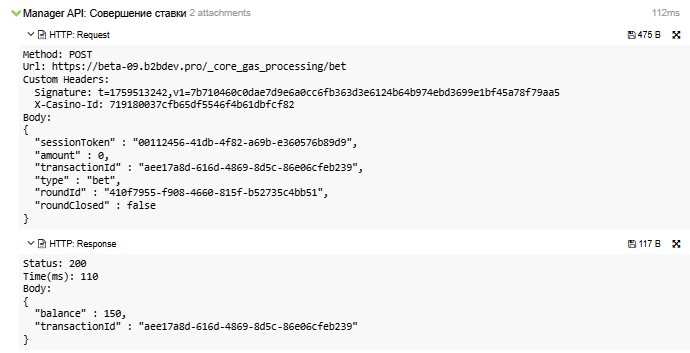 Manager API: Совершение ставки 2 attachments 112ms
HTTP: Request 475 B
Method: POST
Url: https://beta-09.b2bdev.pro/_core_gas_processing/bet
Custom Headers:
Signature: t=1759513242,v1=7b710460c0dae7d9e6a0cc6fb363d3e6124b64b974ebd3699e1bf45a78f79aa5
X-Casino-Id: 719180037cfb65df5546f4b61dbfcf82
Body:
{
"sessionToken" : "00112456-41db-4f82-a69b-e360576b89d9",
"amount" : 0,
"transactionId" : "aee17a8d-616d-4869-8d5c-86e06cfeb239",
"type" : "bet",
"roundId" : "410f7955-f908-4660-815f-b52735c4bb51",
"roundClosed" : false
}
HTTP: Response 117 B
Status: 200
Time(ms): 110
Body:
{
"balance" : 150,
"transactionId" : "aee17a8d-616d-4869-8d5c-86e06cfeb239"
}